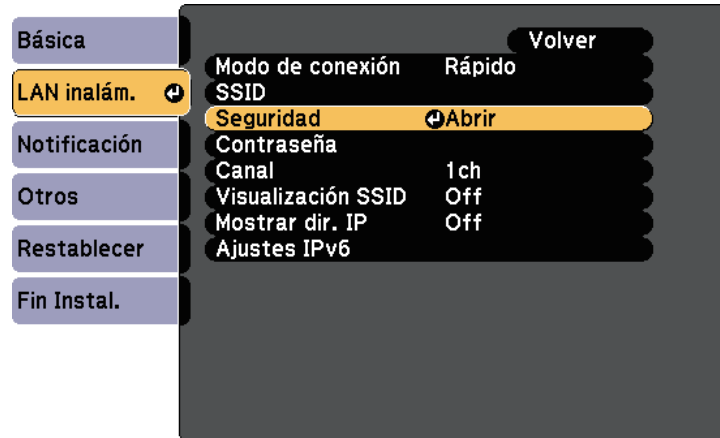 Básica
LAN inalám.
Notificación
Otros
Restablecer
Fin Instal.
Volver
Modo de conexión Rápido
SSID
Seguridad Abrir
Contraseña
Canal 1ch
Visualización SSID Off
Mostrar dir. IP Off
Ajustes IPv6